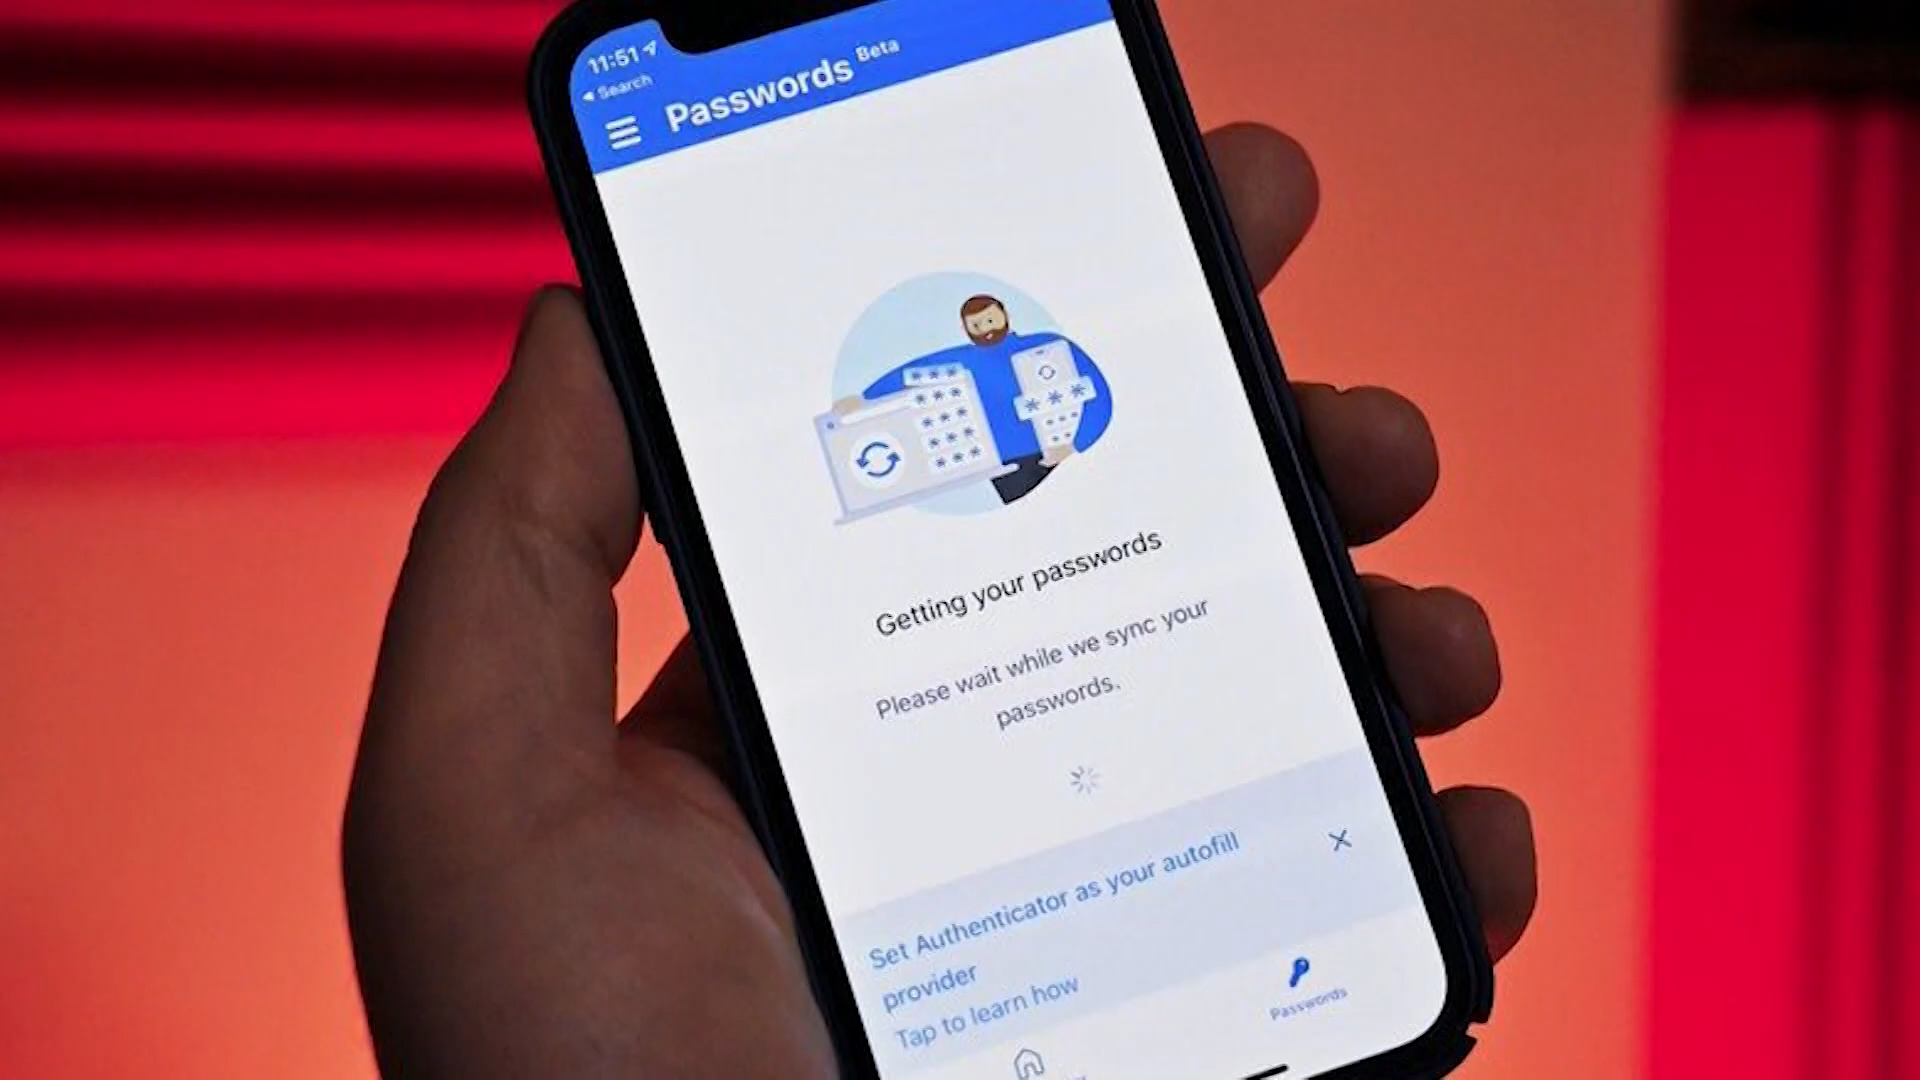 11:51
Search
Passwords Beta
Getting your passwords
Please wait while we sync your
passwords.
Set Authenticator as your autofill
provider
Tap to learn how
Passwords